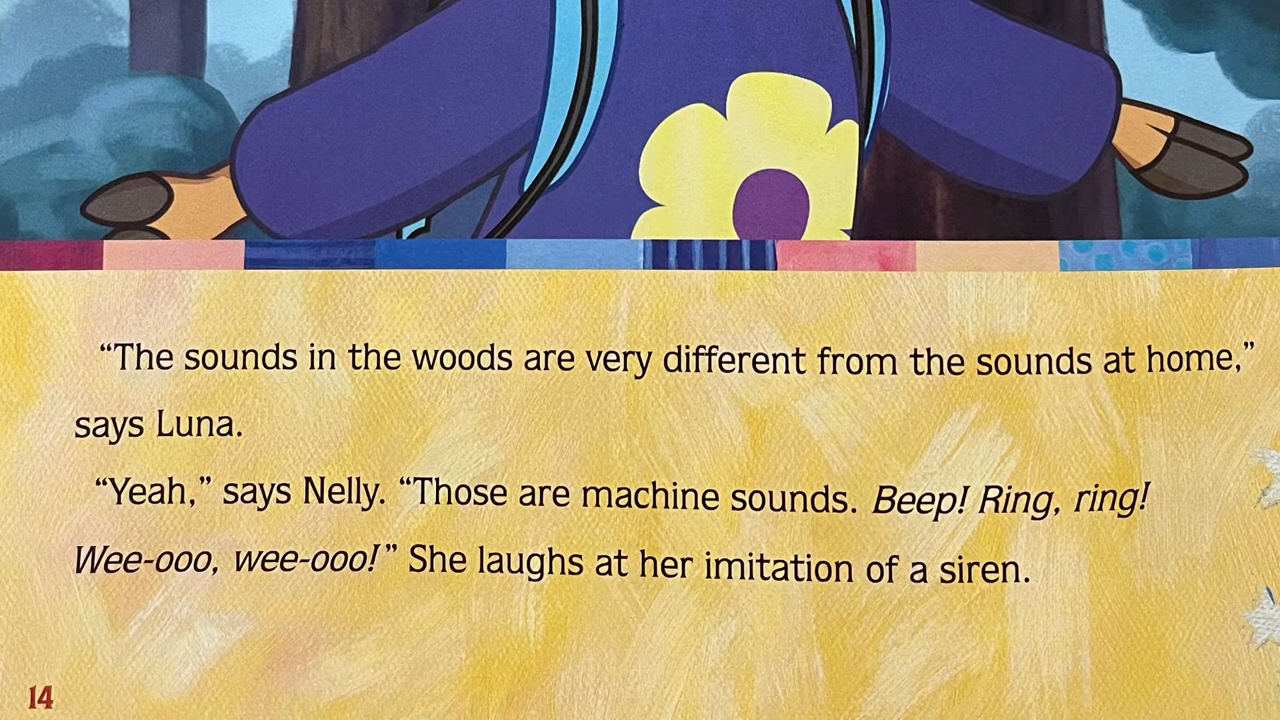 “The sounds in the woods are very different from the sounds at home,”
says Luna.
“Yeah,” says Nelly. “Those are machine sounds. Beep! Ring, ring!
Wee-ooo, wee-ooo!” She laughs at her imitation of a siren.
14